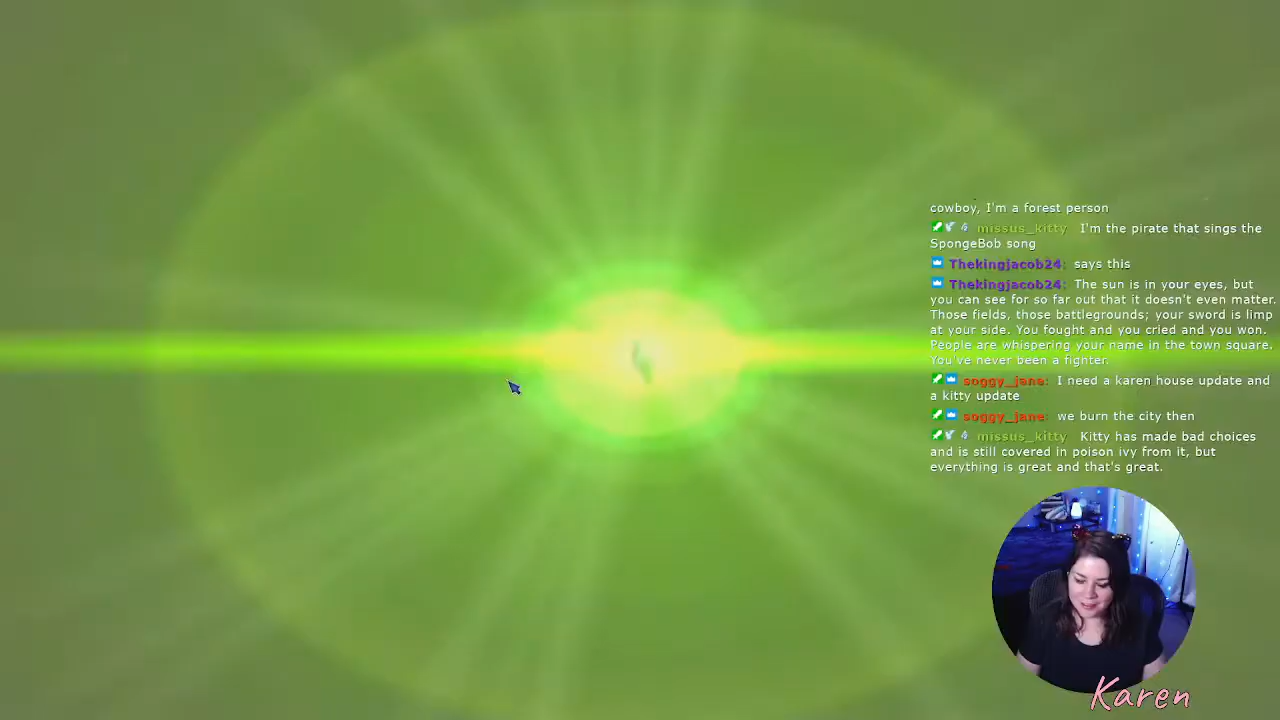 cowboy, I'm a forest person
4 missus_kitty I'm the pirate that sings the
SpongeBob song
Thekingjacob24: says this
Thekingjacob24: The sun is in your eyes, but
you can see for so far out that it doesn't even matter.
Those fields, those battlegrounds; your sword is limp
at your side. You fought and you cried and you won.
People are whispering your name in the town square.
You've never been a fighter.
soggy_jane: I need a karen house update and
a kitty update
soggy_jane: we burn the city then
4 missus_kitty Kitty has made bad choices
and is still covered in poison ivy from it, but
everything is great and that's great.
Karen